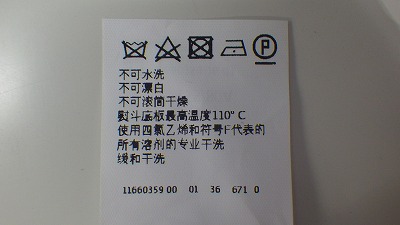 P
不可水洗
不可漂白
不可滚筒干燥
熨斗底板最高温度110°C
使用四氯乙烯和符号F代表的
所有溶剂的专业干洗
缓和干洗
11660359 00 01 36 671 0